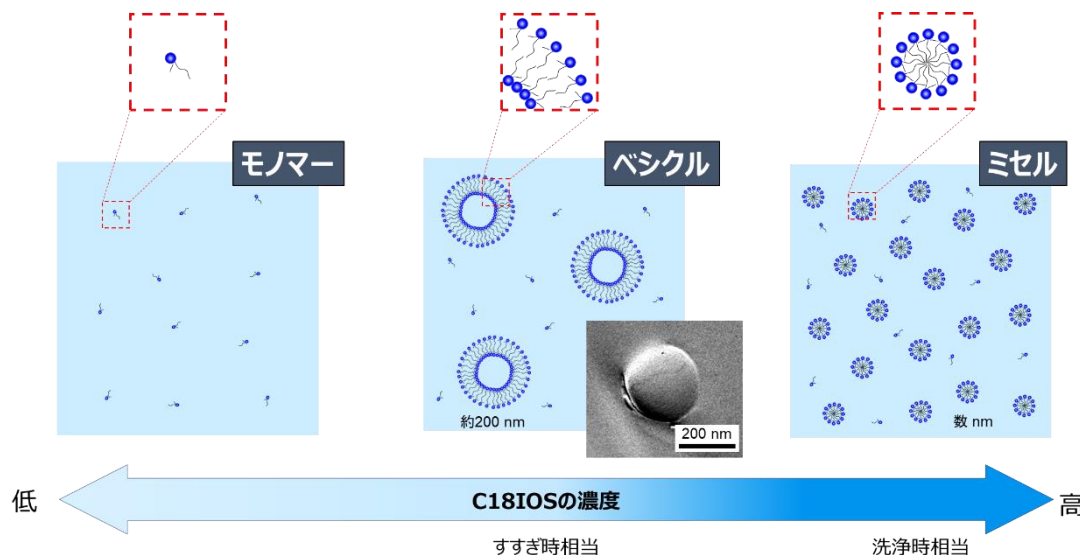 モノマー
ベシクル
ミセル
約200 nm
200 nm
数 nm
低
C18IOSの濃度
高
すすぎ時相当
洗浄時相当